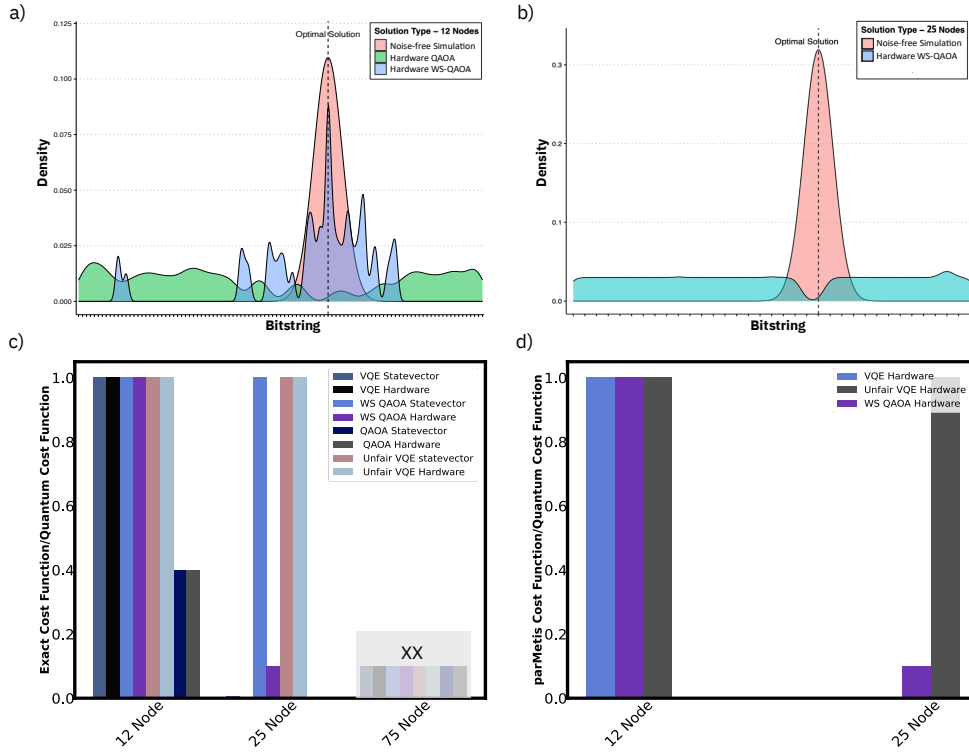 a)
Optimal Solution
Solution Type – 12 Nodes
Noise-free Simulation
Hardware QAOA
Hardware WS-QAOA
0.125
0.100
0.075
0.050
0.025
0.000
Density
Bitstring
b)
Optimal Solution
Solution Type – 25 Nodes
Noise-free Simulation
Hardware WS-QAOA
0.3
0.2
0.1
0.0
Density
Bitstring
c)
VQE Statevector
VQE Hardware
WS QAOA Statevector
WS QAOA Hardware
QAOA Statevector
QAOA Hardware
Unfair VQE statevector
Unfair VQE Hardware
XX
1.0
0.8
0.6
0.4
0.2
0.0
Exact Cost Function/Quantum Cost Function
12 Node
25 Node
75 Node
d)
VQE Hardware
Unfair VQE Hardware
WS QAOA Hardware
1.0
0.8
0.6
0.4
0.2
0.0
parMetis Cost Function/Quantum Cost Function
12 Node
25 Node